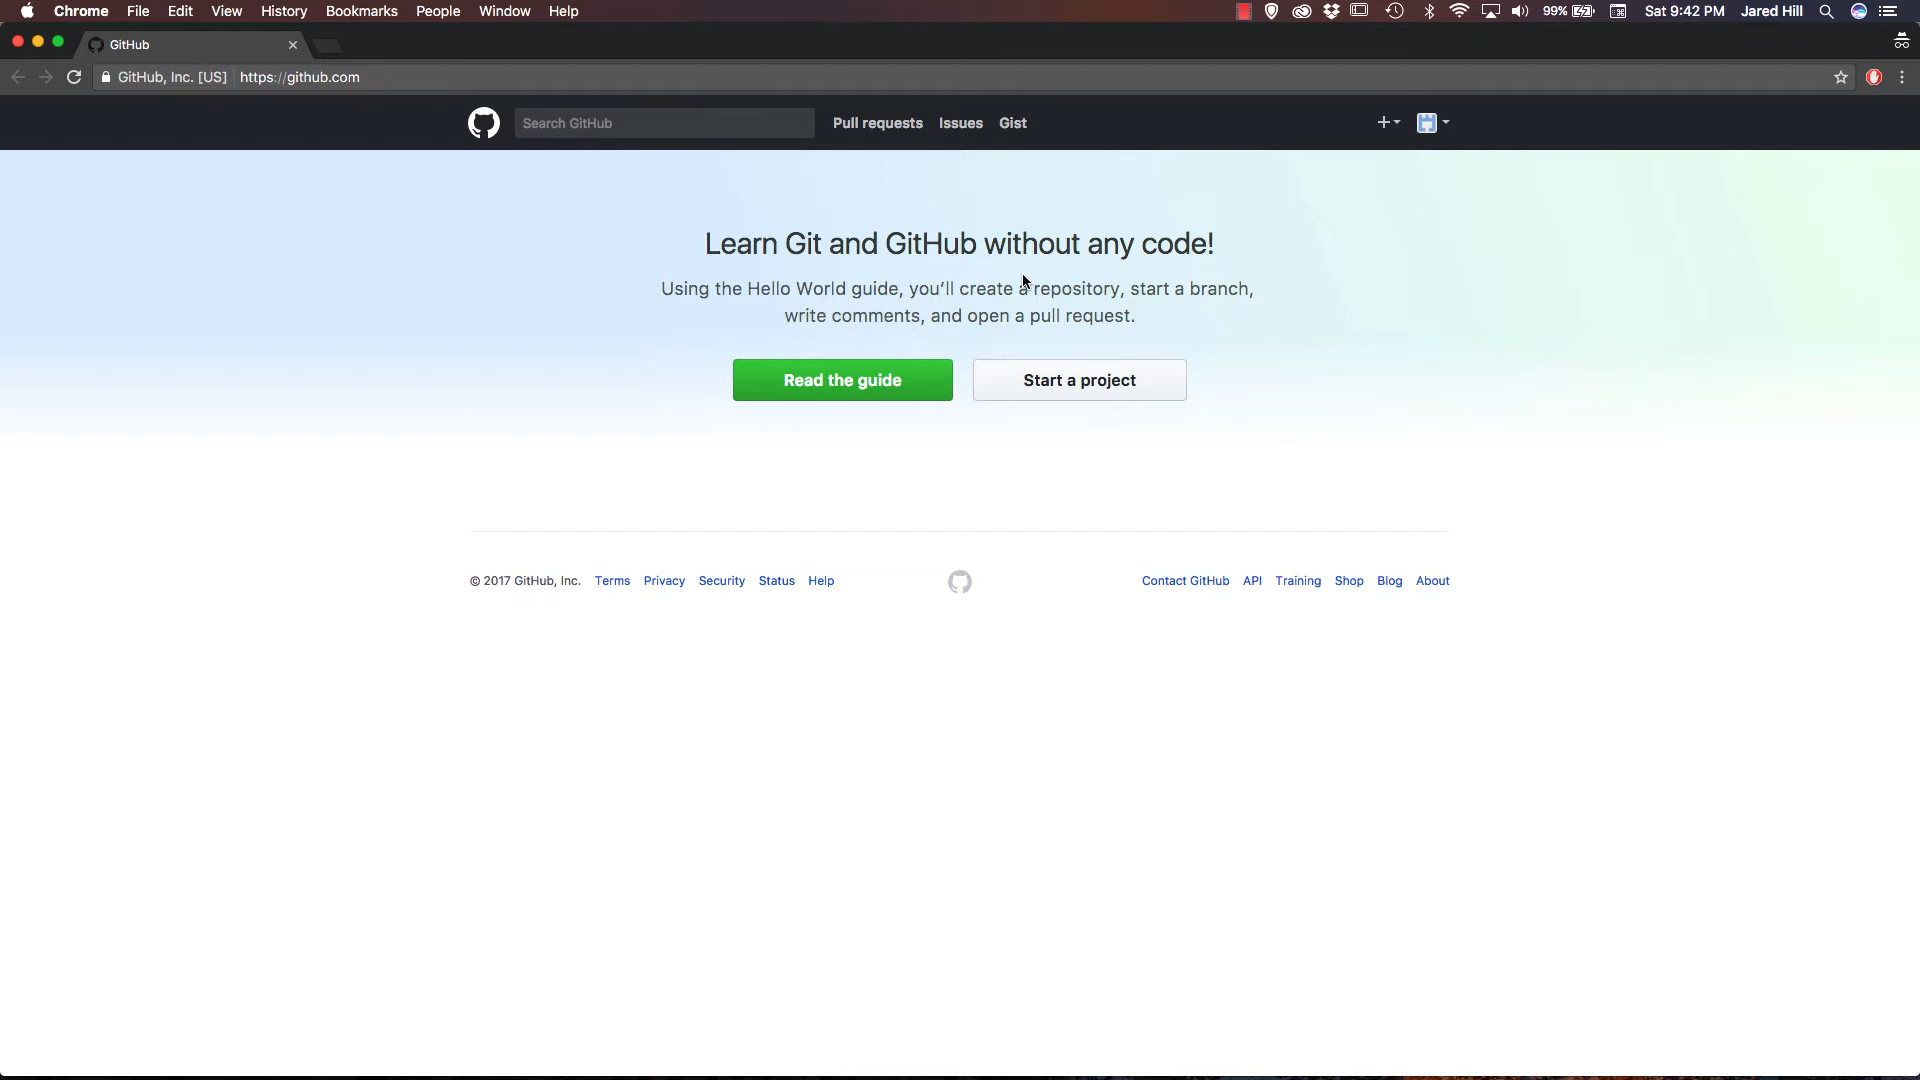 Chrome File Edit View History Bookmarks People Window Help 99% Sat 9:42 PM Jared Hill
GitHub
GitHub, Inc. [US] https://github.com
Search GitHub Pull requests Issues Gist
Learn Git and GitHub without any code!
Using the Hello World guide, you’ll create a repository, start a branch,
write comments, and open a pull request.
Read the guide Start a project
© 2017 GitHub, Inc. Terms Privacy Security Status Help Contact GitHub API Training Shop Blog About